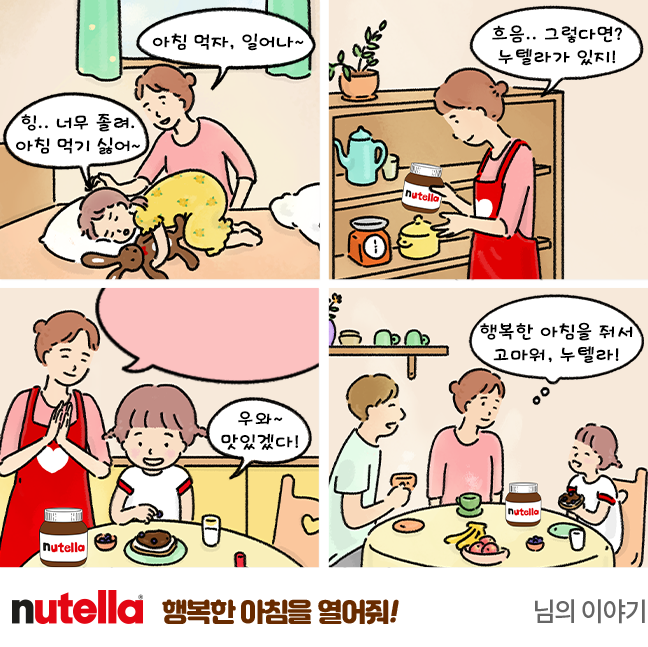 아침 먹자, 일어나~
힝.. 너무 졸려.
아침 먹기 싫어~
흐음.. 그렇다면?
누텔라가 있지!
nutella
우와~
맛있겠다!
nutella
행복한 아침을 줘서
고마워, 누텔라!
nutella
nutella® 행복한 아침을 열어줘!
님의 이야기